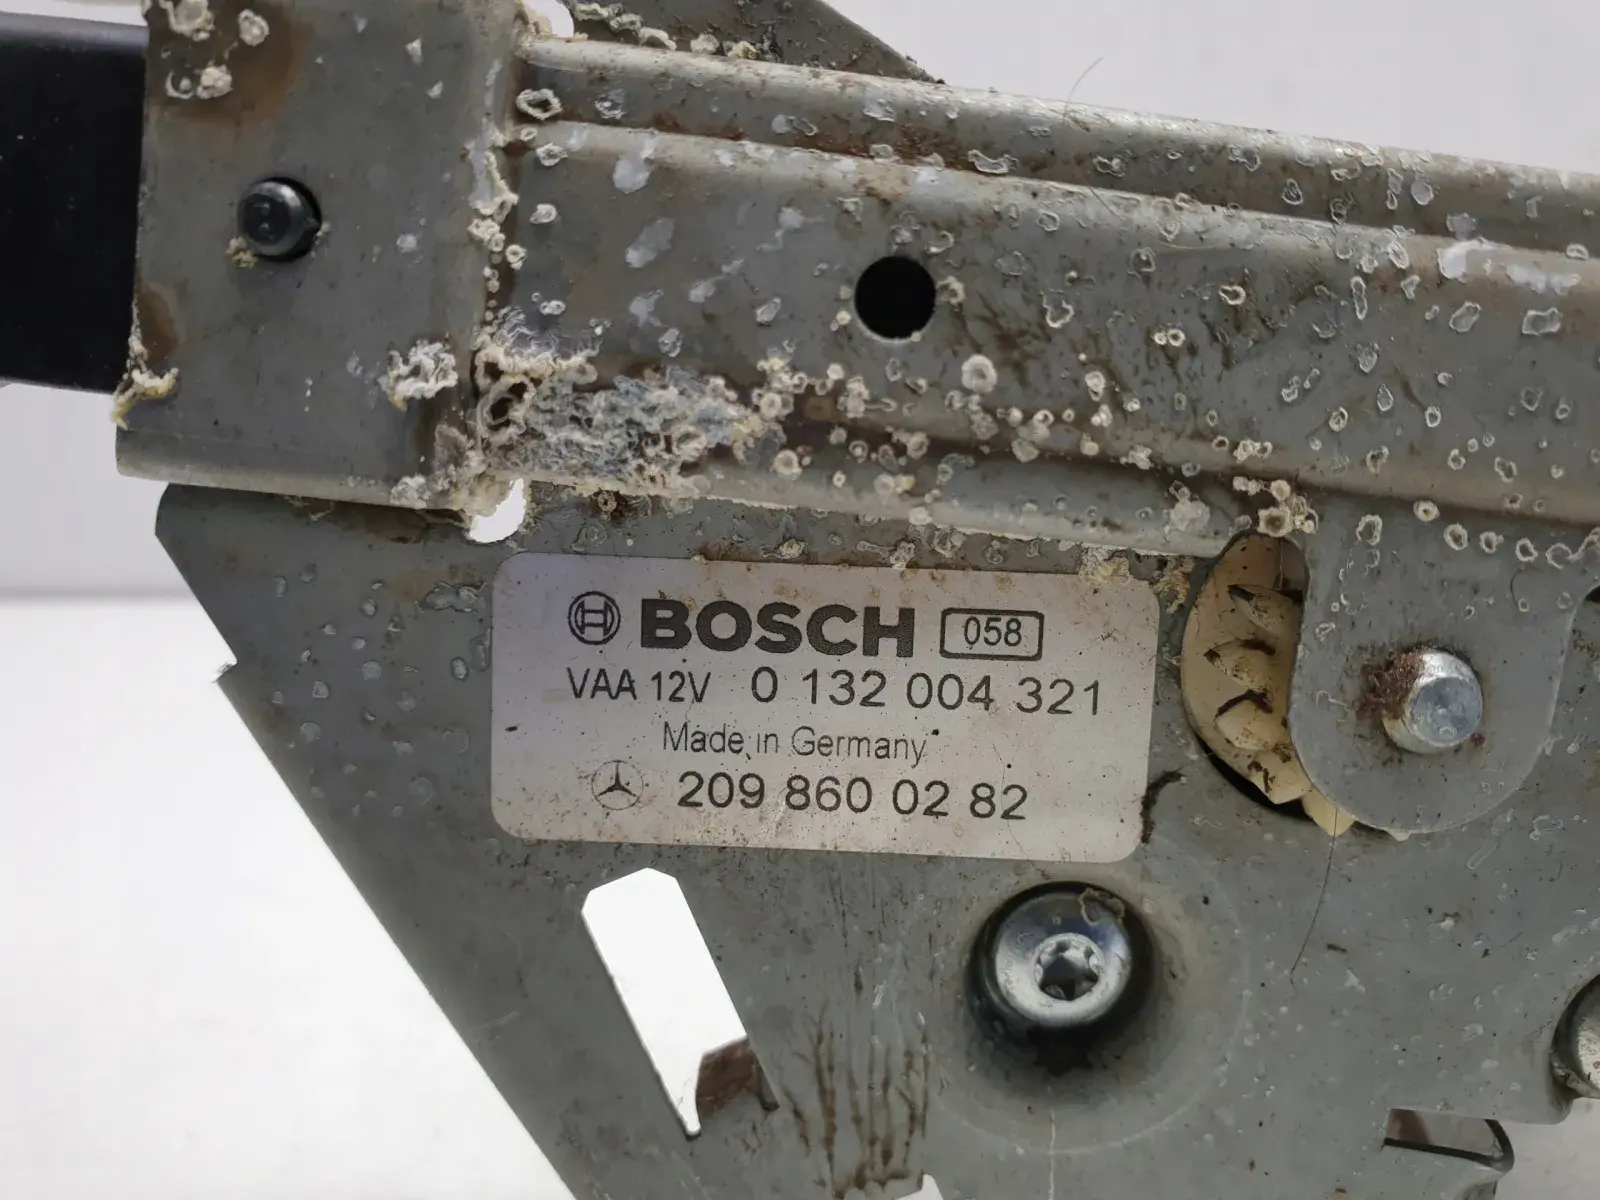 BOSCH 058
VAA 12V 0 132 004 321
Made in Germany
209 860 02 82